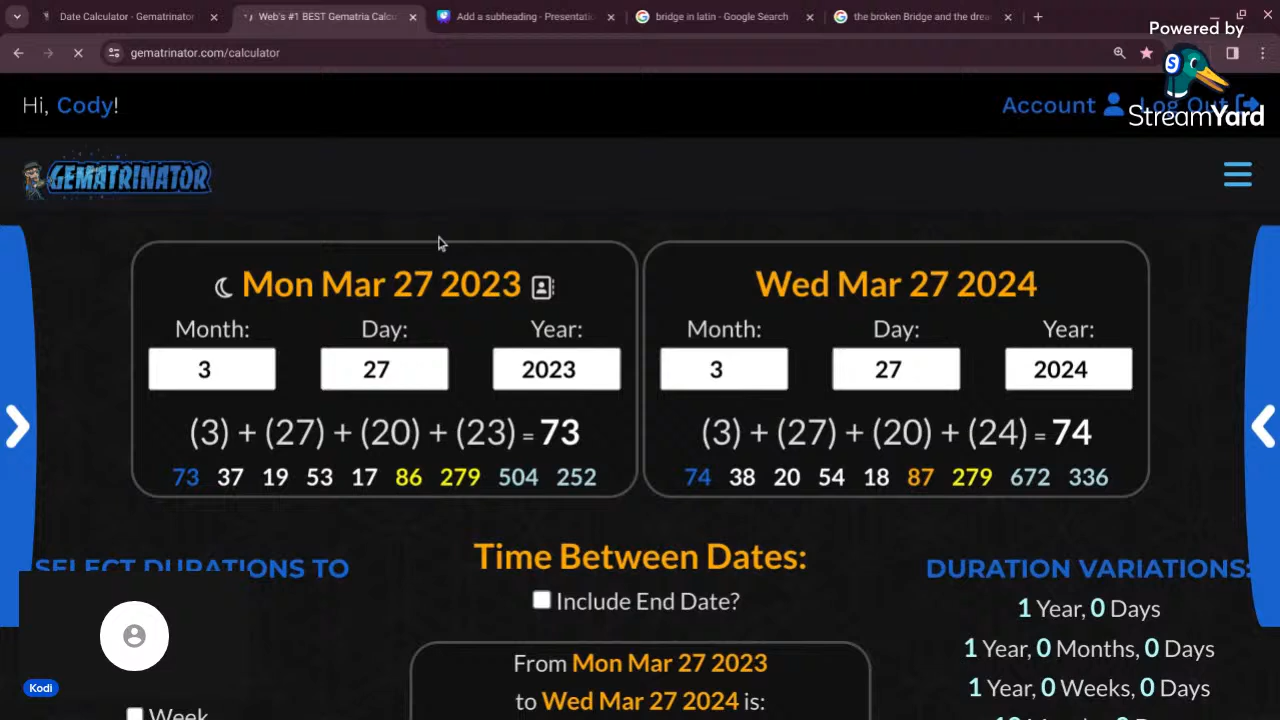 Date Calculator - Gematrinator
Web's #1 BEST Gematria Calcu
Add a subheading - Presentatio
bridge in latin - Google Search
the broken Bridge and the drea
Powered by
gematrinator.com/calculator
Hi, Cody!
Account
Log Out
StreamYard
GEMATRINATOR
Mon Mar 27 2023
Month: Day: Year:
3 27 2023
(3) + (27) + (20) + (23) = 73
73 37 19 53 17 86 279 504 252
Wed Mar 27 2024
Month: Day: Year:
3 27 2024
(3) + (27) + (20) + (24) = 74
74 38 20 54 18 87 279 672 336
Time Between Dates:
Include End Date?
SELECT DURATIONS TO
DURATION VARIATIONS:
1 Year, 0 Days
1 Year, 0 Months, 0 Days
1 Year, 0 Weeks, 0 Days
From Mon Mar 27 2023
to Wed Mar 27 2024 is:
Kodi
Week